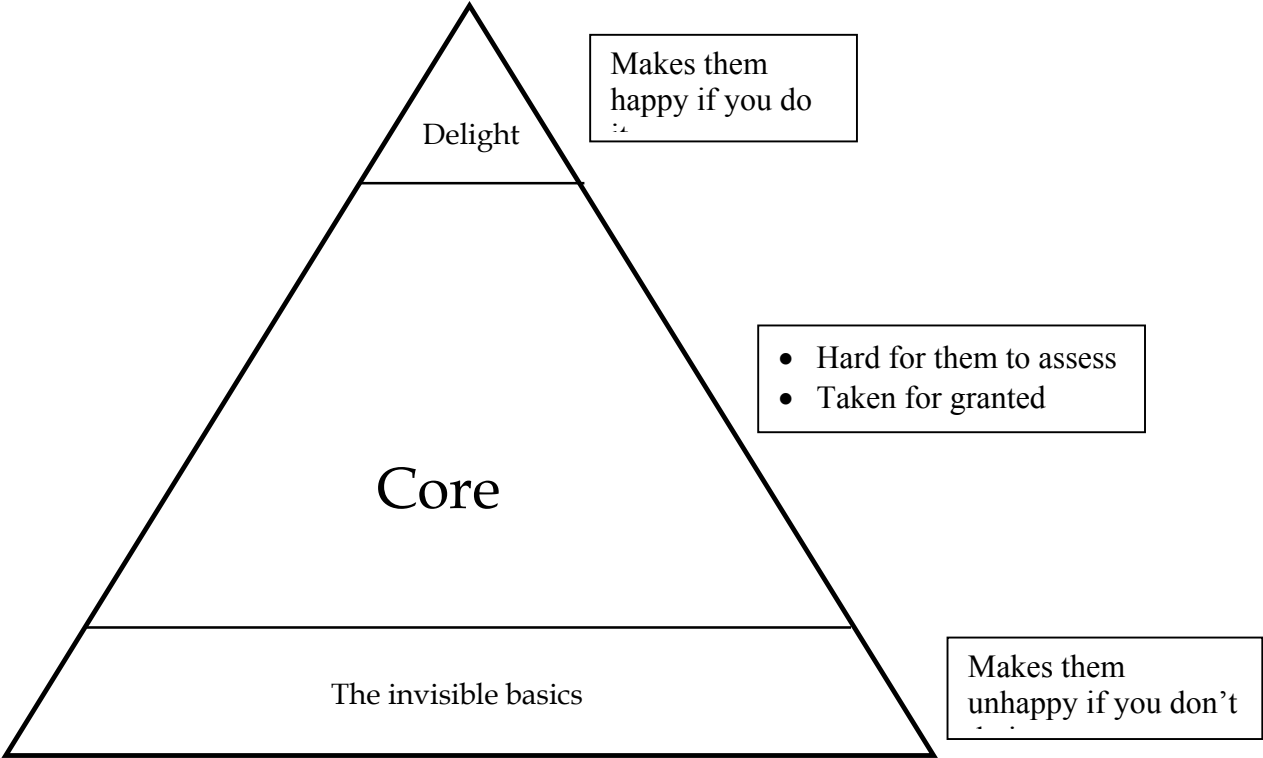 Makes them
happy if you do
Delight
• Hard for them to assess
• Taken for granted
Core
Makes them
unhappy if you don’t
The invisible basics